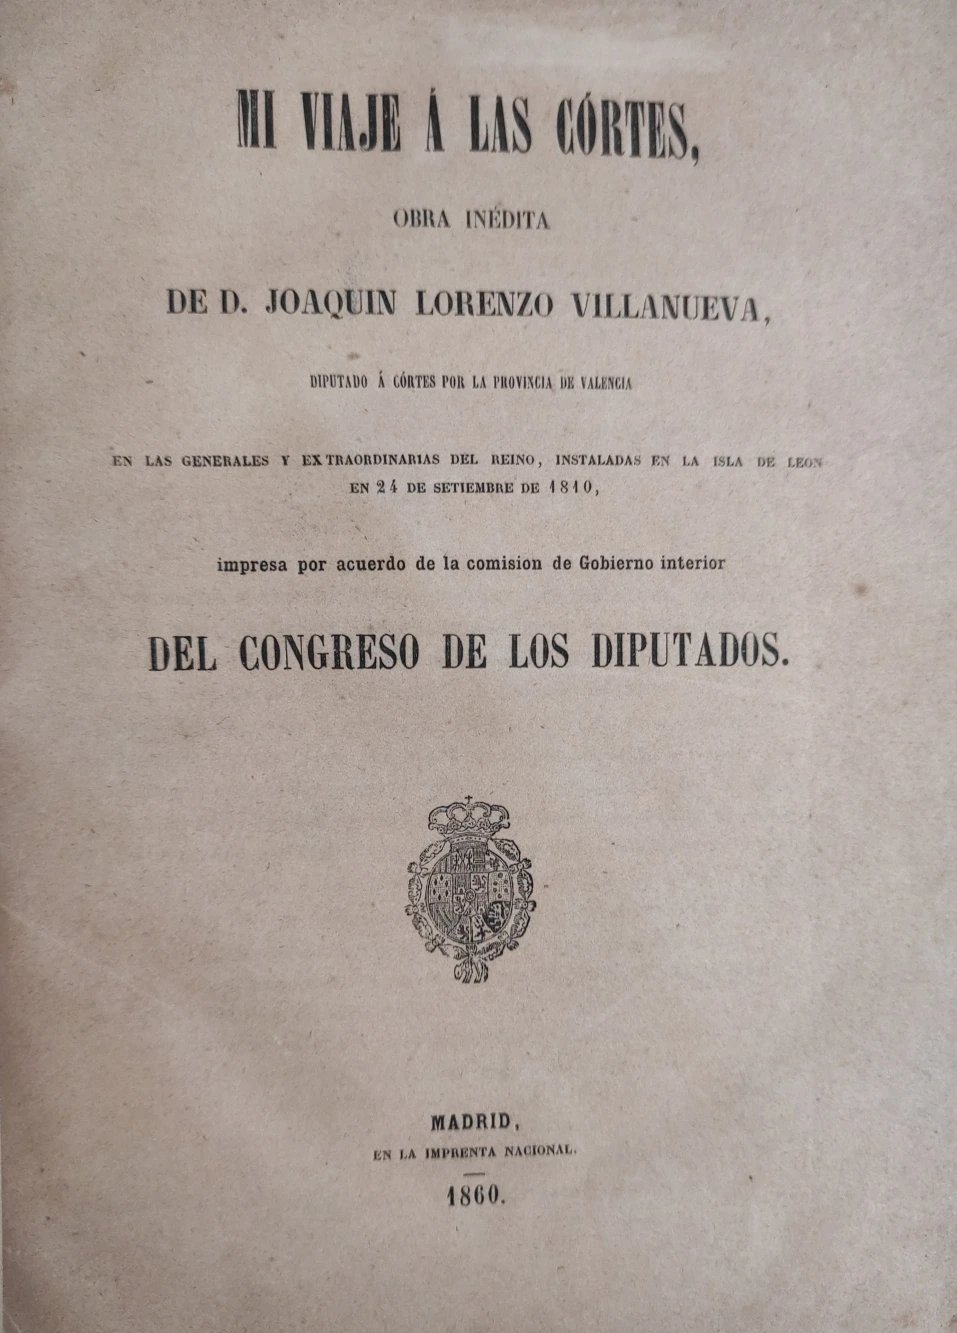 MI VIAJE Á LAS CÓRTES,
OBRA INÉDITA
DE D. JOAQUIN LORENZO VILLANUEVA,
DIPUTADO Á CÓRTES POR LA PROVINCIA DE VALENCIA
EN LAS GENERALES Y EXTRAORDINARIAS DEL REINO, INSTALADAS EN LA ISLA DE LEON
EN 24 DE SETIEMBRE DE 1810,
impresa por acuerdo de la comision de Gobierno interior
DEL CONGRESO DE LOS DIPUTADOS.
MADRID,
EN LA IMPRENTA NACIONAL.
1860.